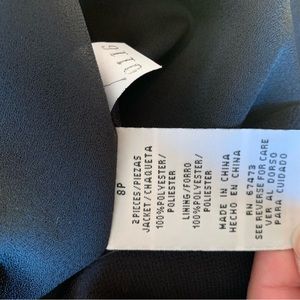 8P
2 PIECES/PIEZAS
JACKET/CHAQUETA
100%POLYESTER/
POLIESTER
LINING/FORRO
100%POLYESTER/
POLIESTER
MADE IN CHINA
HECHO EN CHINA
RN 67473
SEE REVERSE FOR CARE
VER AL DORSO
PARA CUIDADO